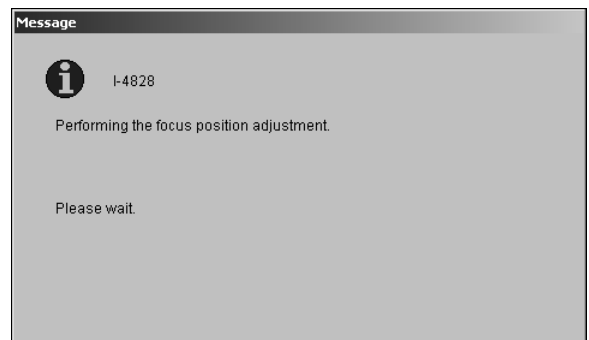 Message
I-4828
Performing the focus position adjustment.
Please wait.